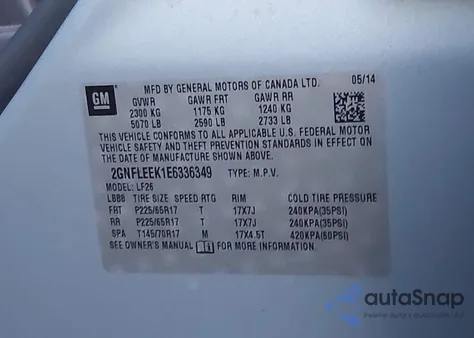 MFD BY GENERAL MOTORS OF CANADA LTD. 05/14
GM
GVWR GAWR FRT GAWR RR
2300 KG 1175 KG 1240 KG
5070 LB 2590 LB 2733 LB
THIS VEHICLE CONFORMS TO ALL APPLICABLE U.S. FEDERAL MOTOR
VEHICLE SAFETY AND THEFT PREVENTION STANDARDS IN EFFECT ON
THE DATE OF MANUFACTURE SHOWN ABOVE.
2GNFLEEK1E6336349 TYPE: M.P.V.
MODEL: LF26
LBBB TIRE SIZE SPEED RTG RIM COLD TIRE PRESSURE
FRT P225/65R17 T 17X7J 240KPA(35PSI)
RR P225/65R17 T 17X7J 240KPA(35PSI)
SPA T145/70R17 M 17X4.5T 420KPA(60PSI)
SEE OWNER'S MANUAL FOR MORE INFORMATION.
autaSnap